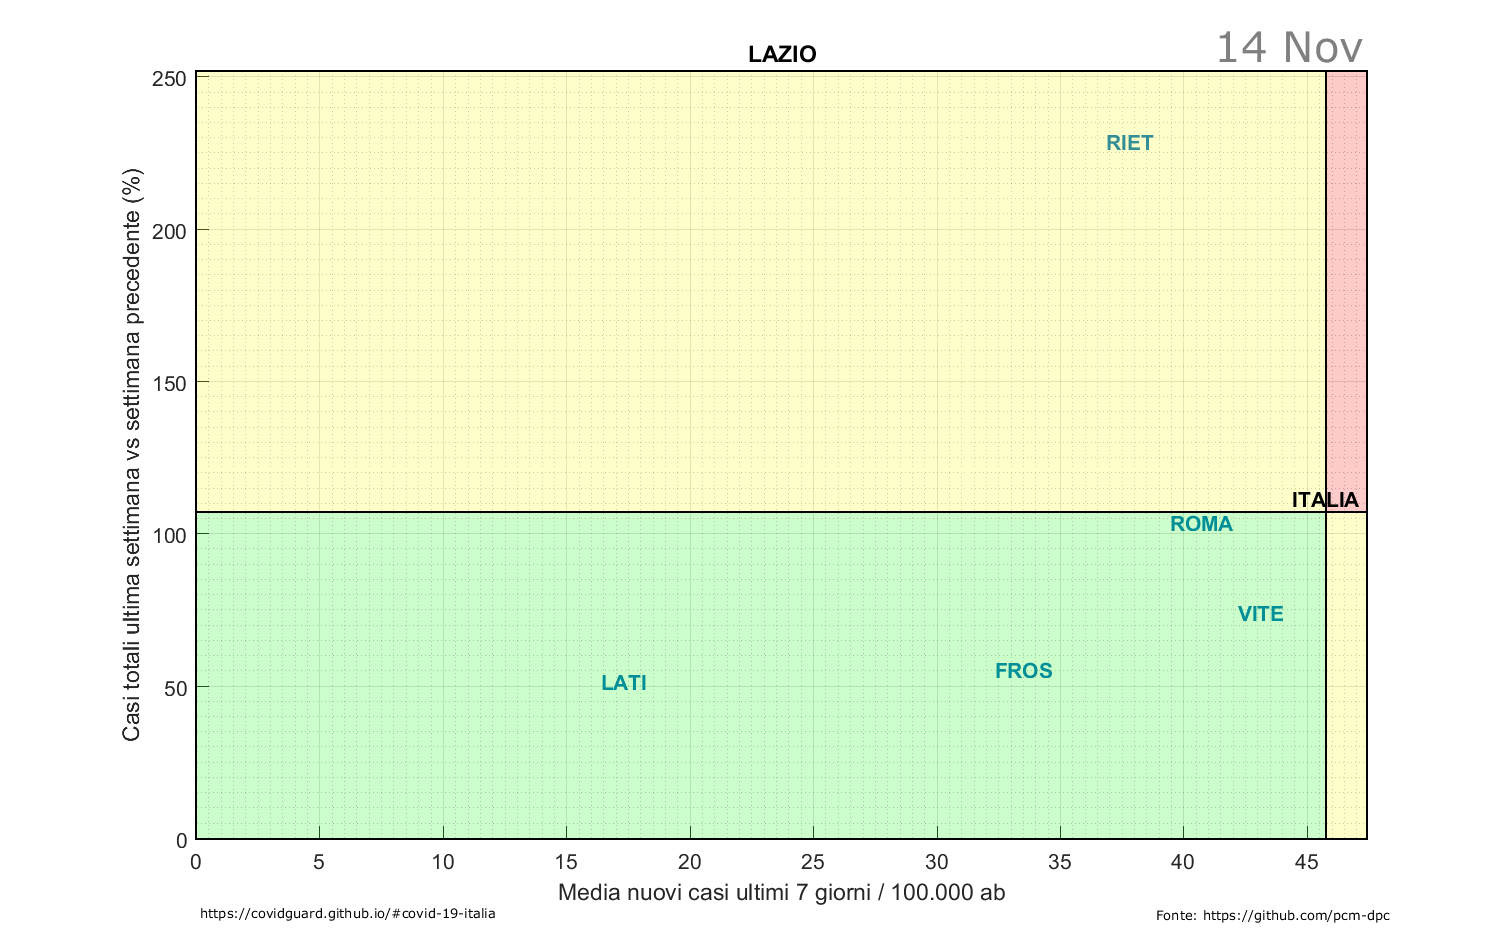 14 Nov
LAZIO
250
RIET
200
150
ITALIA
ROMA
100
VITE
FROS
LATI
50
0
Casi totali ultima settimana vs settimana precedente (%)
0 5 10 15 20 25 30 35 40 45
Media nuovi casi ultimi 7 giorni / 100.000 ab
https://covidguard.github.io/#covid-19-italia
Fonte: https://github.com/pcm-dpc